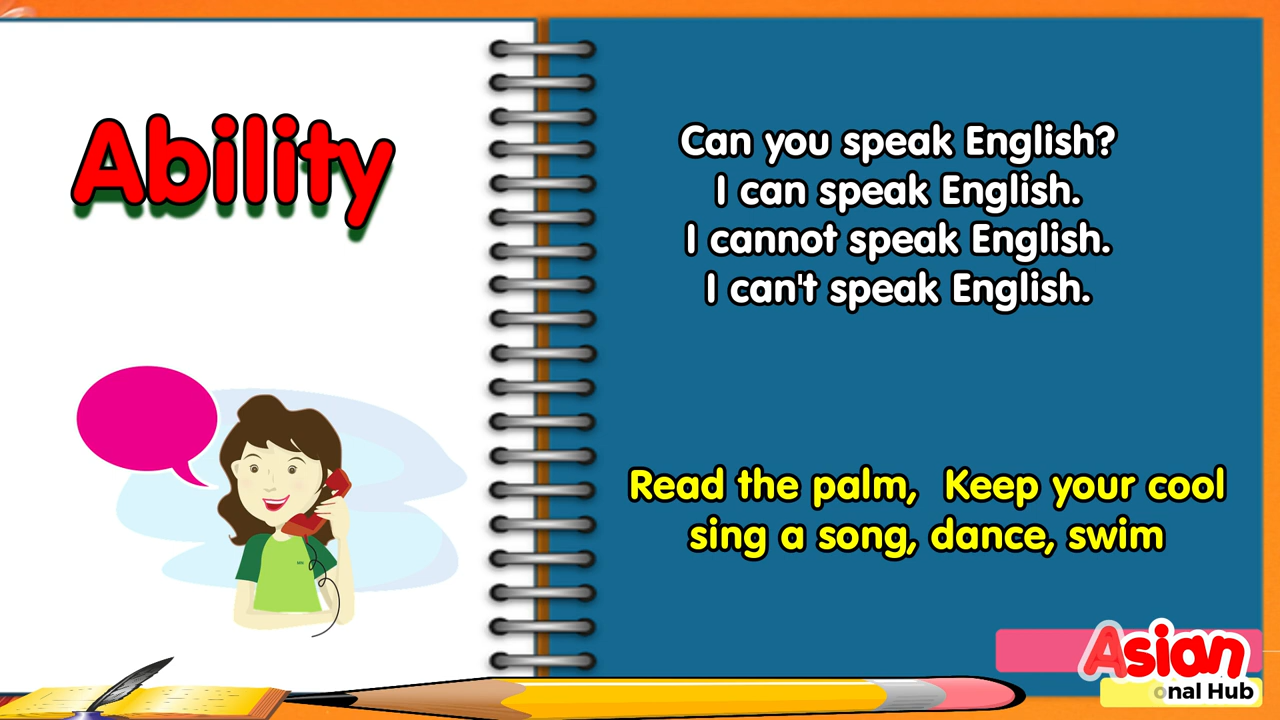 Ability
Can you speak English?
I can speak English.
I cannot speak English.
I can't speak English.
Read the palm, Keep your cool
sing a song, dance, swim
Asian
onal Hub